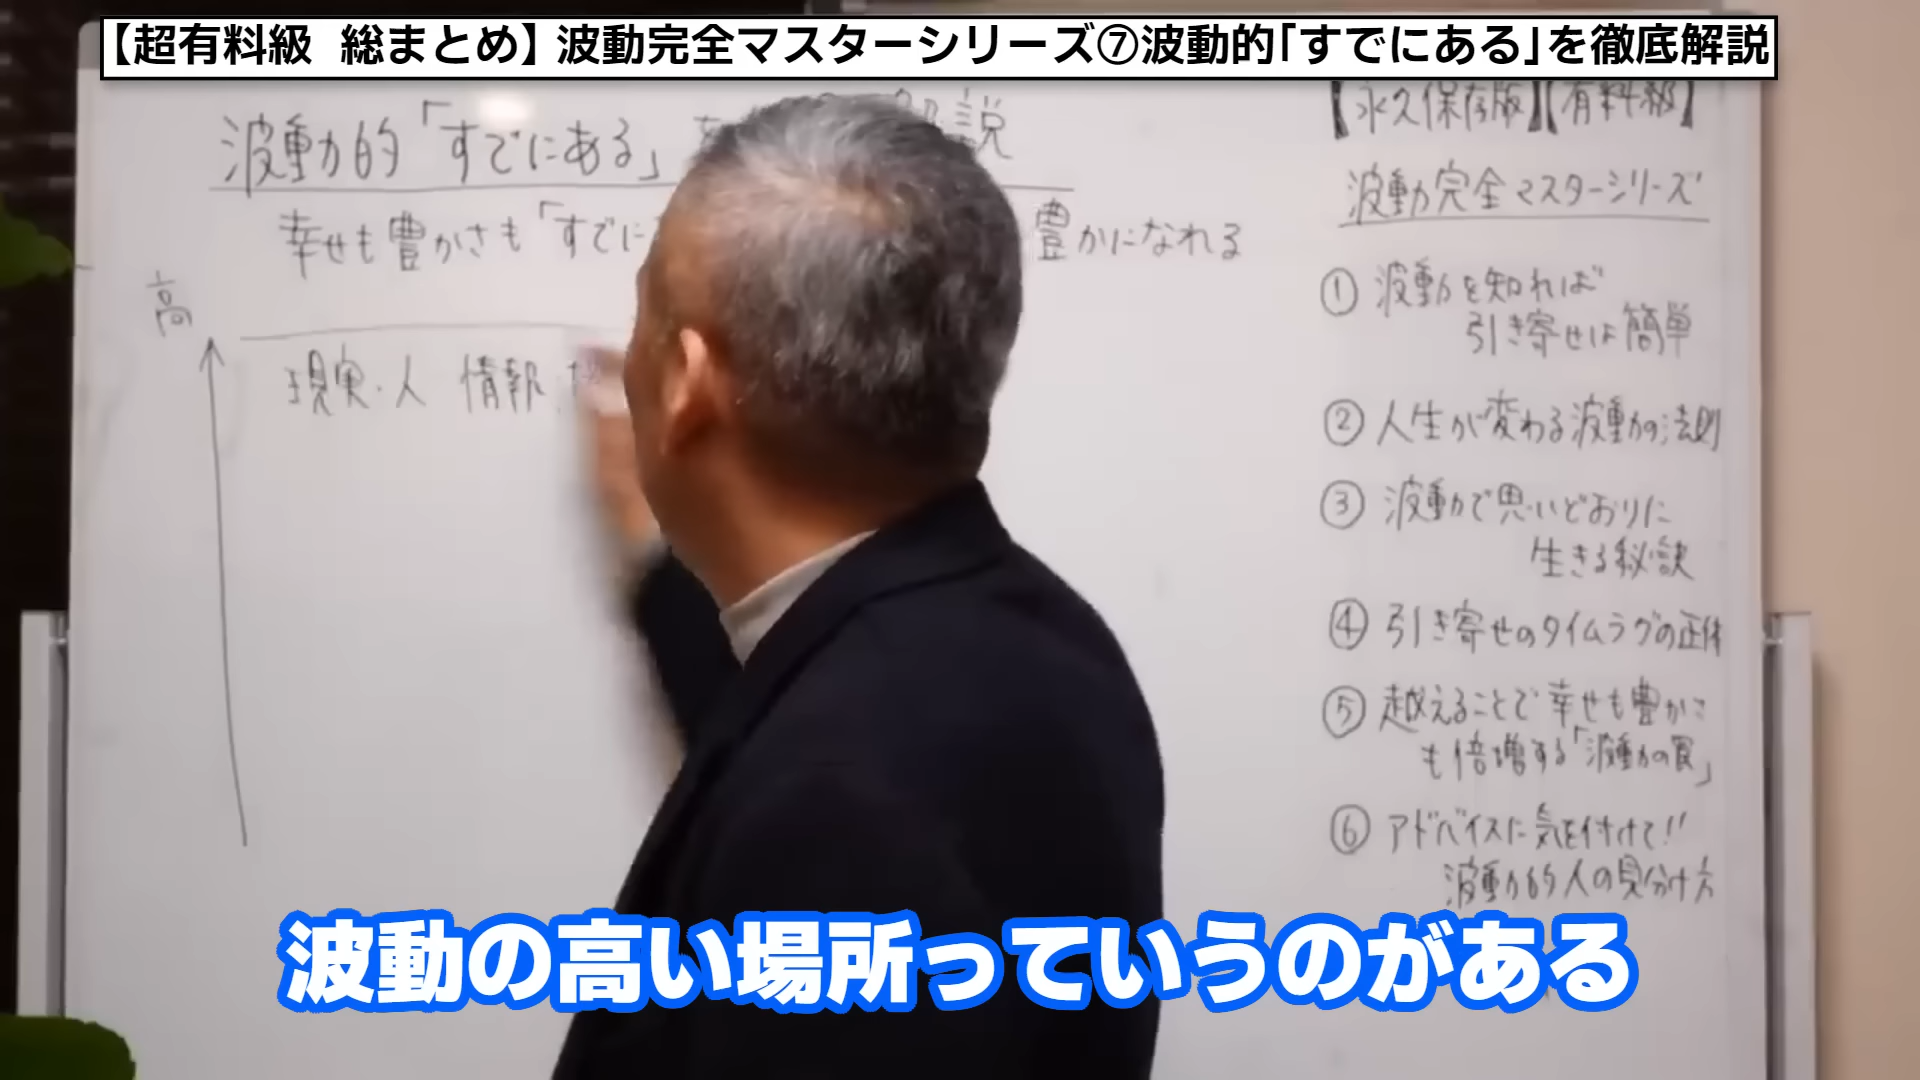 【超有料級 総まとめ】波動完全マスターシリーズ⑦波動的「すでにある」を徹底解説
波動的「すでにある」 説
幸せも豊かさも「すでに 豊かになれる
高
現実・人 情報
【永久保存版】【有料級】
波動完全マスターシリーズ
① 波動を知れば
引き寄せは簡単
② 人生が変わる波動の法則
③ 波動で思いどおりに
生きる秘訣
④ 引き寄せのタイムラグの正体
⑤ 越えることで幸せも豊かさ
も倍増する「波動の罠」
⑥ アドバイスに気を付けて!!
波動的人の見分け方
波動の高い場所っていうのがある